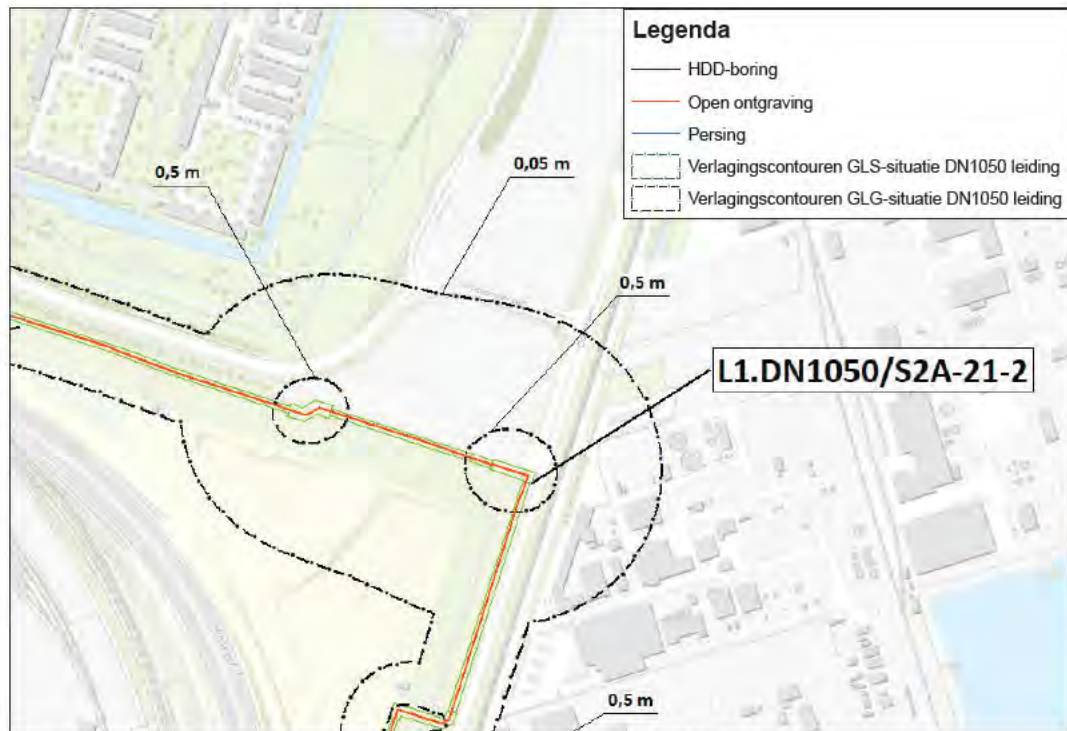 Legenda
HDD-boring
Open ontgraving
Persing
Verlagingscontouren GLS-situatie DN1050 leiding
Verlagingscontouren GLG-situatie DN1050 leiding
0,5 m
0,05 m
0,5 m
L1.DN1050/S2A-21-2
0,5 m